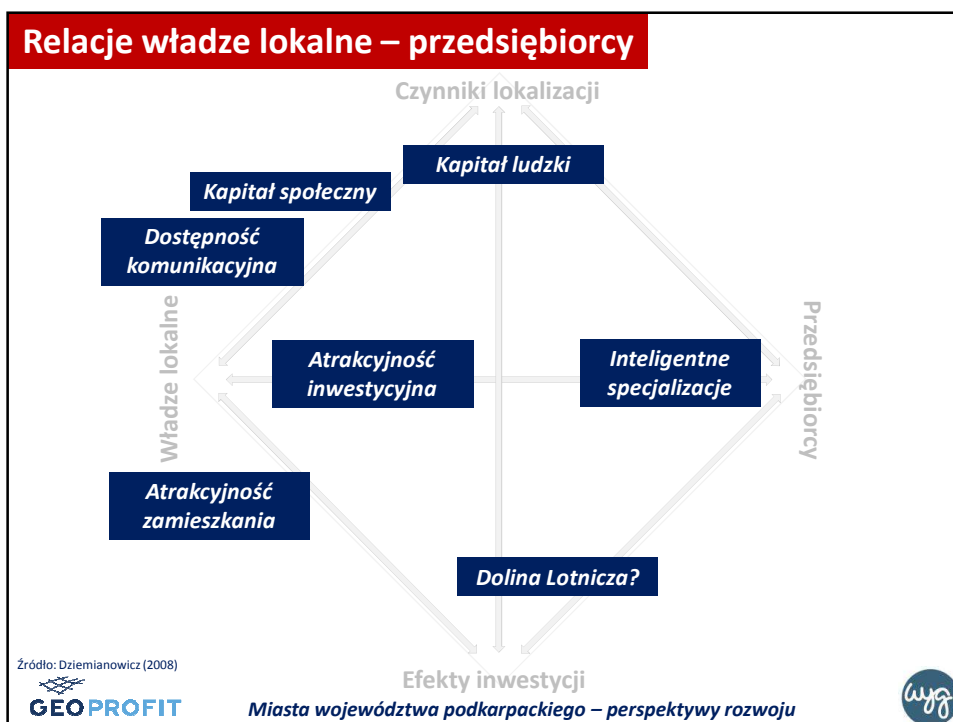 Relacje władze lokalne – przedsiębiorcy
Czynniki lokalizacji
Kapitał ludzki
Kapitał społeczny
Dostępność
komunikacyjna
Władze lokalne
Atrakcyjność
inwestycyjna
Inteligentne
specjalizacje
Przedsiębiorcy
Atrakcyjność
zamieszkania
Dolina Lotnicza?
Źródło: Dziemianowicz (2008)
Efekty inwestycji
GEOPROFIT
Miasta województwa podkarpackiego – perspektywy rozwoju
wyg